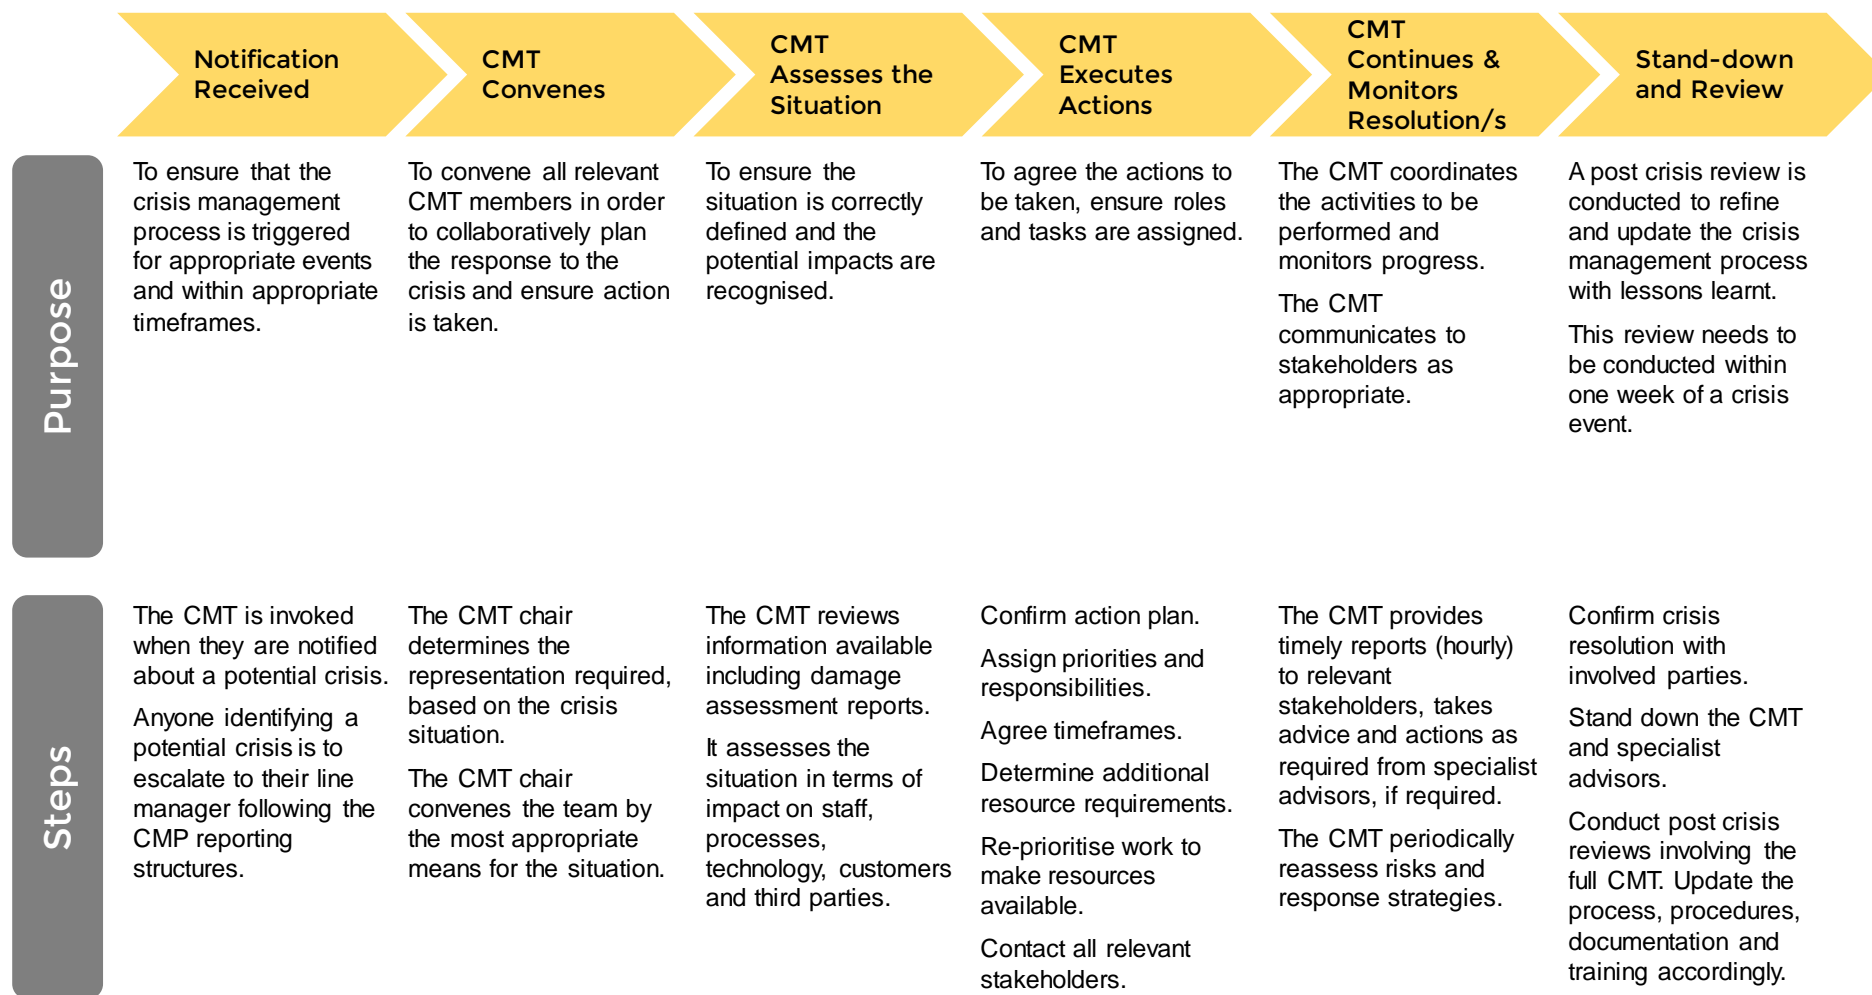 Notification
Received
CMT
Convenes
CMT
Assesses the
Situation
CMT
Executes
Actions
CMT
Continues &
Monitors
Resolution/s
Stand-down
and Review
Purpose
To ensure that the
crisis management
process is triggered
for appropriate events
and within appropriate
timeframes.
To convene all relevant
CMT members in order
to collaboratively plan
the response to the
crisis and ensure action
is taken.
To ensure the
situation is correctly
defined and the
potential impacts are
recognised.
To agree the actions to
be taken, ensure roles
and tasks are assigned.
The CMT coordinates
the activities to be
performed and
monitors progress.
The CMT
communicates to
stakeholders as
appropriate.
A post crisis review is
conducted to refine
and update the crisis
management process
with lessons learnt.
This review needs to
be conducted within
one week of a crisis
event.
Steps
The CMT is invoked
when they are notified
about a potential crisis.
Anyone identifying a
potential crisis is to
escalate to their line
manager following the
CMP reporting
structures.
The CMT chair
determines the
representation required,
based on the crisis
situation.
The CMT chair
convenes the team by
the most appropriate
means for the situation.
The CMT reviews
information available
including damage
assessment reports.
It assesses the
situation in terms of
impact on staff,
processes,
technology, customers
and third parties.
Confirm action plan.
Assign priorities and
responsibilities.
Agree timeframes.
Determine additional
resource requirements.
Re-prioritise work to
make resources
available.
Contact all relevant
stakeholders.
The CMT provides
timely reports (hourly)
to relevant
stakeholders, takes
advice and actions as
required from specialist
advisors, if required.
The CMT periodically
reassess risks and
response strategies.
Confirm crisis
resolution with
involved parties.
Stand down the CMT
and specialist
advisors.
Conduct post crisis
reviews involving the
full CMT. Update the
process, procedures,
documentation and
training accordingly.